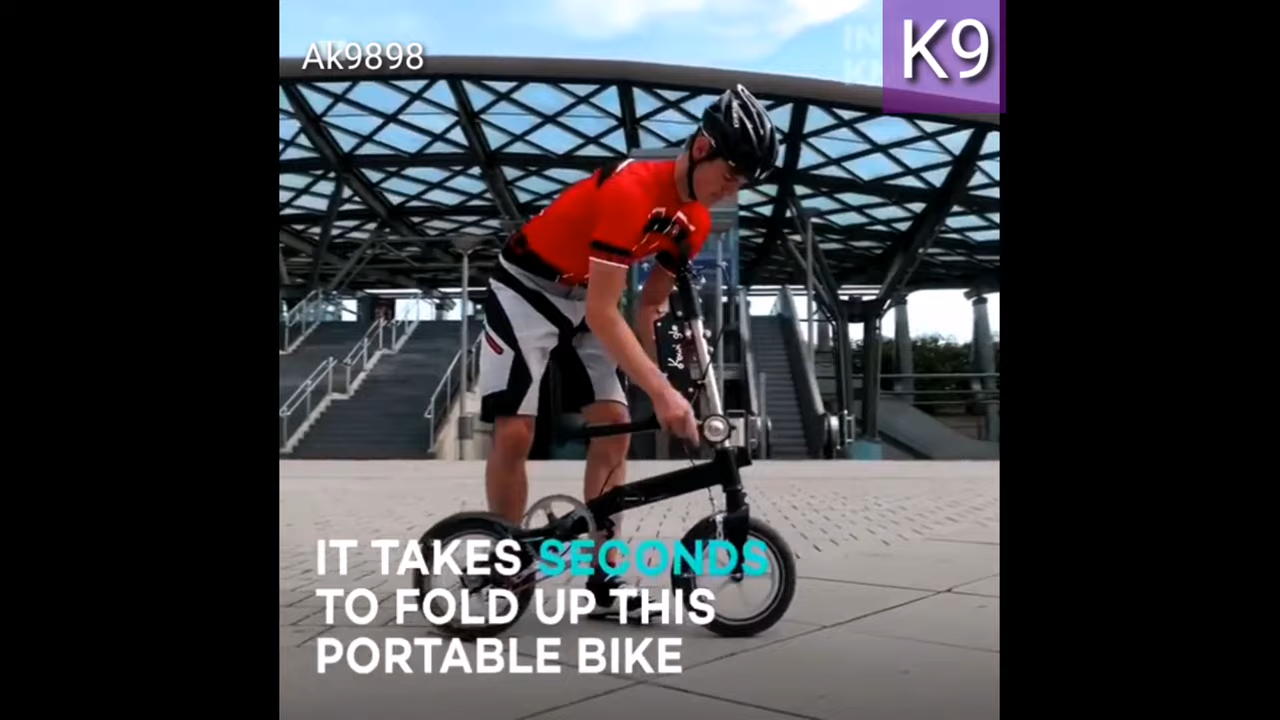 Ak9898
K9
IT TAKES SECONDS
TO FOLD UP THIS
PORTABLE BIKE